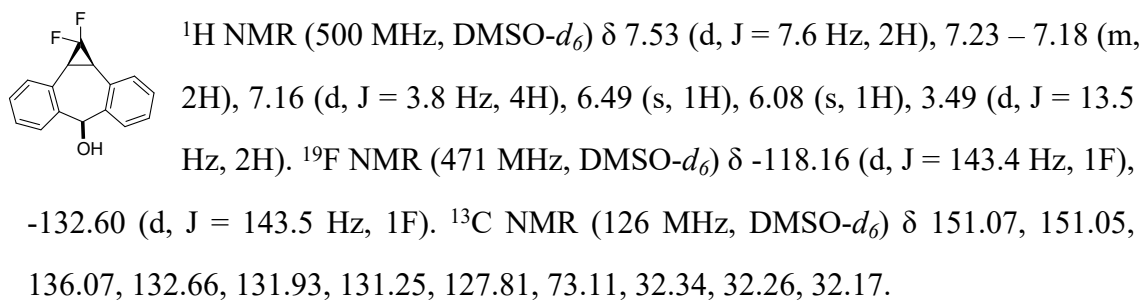 F F
OH
¹H NMR (500 MHz, DMSO-d₆) δ 7.53 (d, J = 7.6 Hz, 2H), 7.23 – 7.18 (m,
2H), 7.16 (d, J = 3.8 Hz, 4H), 6.49 (s, 1H), 6.08 (s, 1H), 3.49 (d, J = 13.5
Hz, 2H). ¹⁹F NMR (471 MHz, DMSO-d₆) δ -118.16 (d, J = 143.4 Hz, 1F),
-132.60 (d, J = 143.5 Hz, 1F). ¹³C NMR (126 MHz, DMSO-d₆) δ 151.07, 151.05,
136.07, 132.66, 131.93, 131.25, 127.81, 73.11, 32.34, 32.26, 32.17.